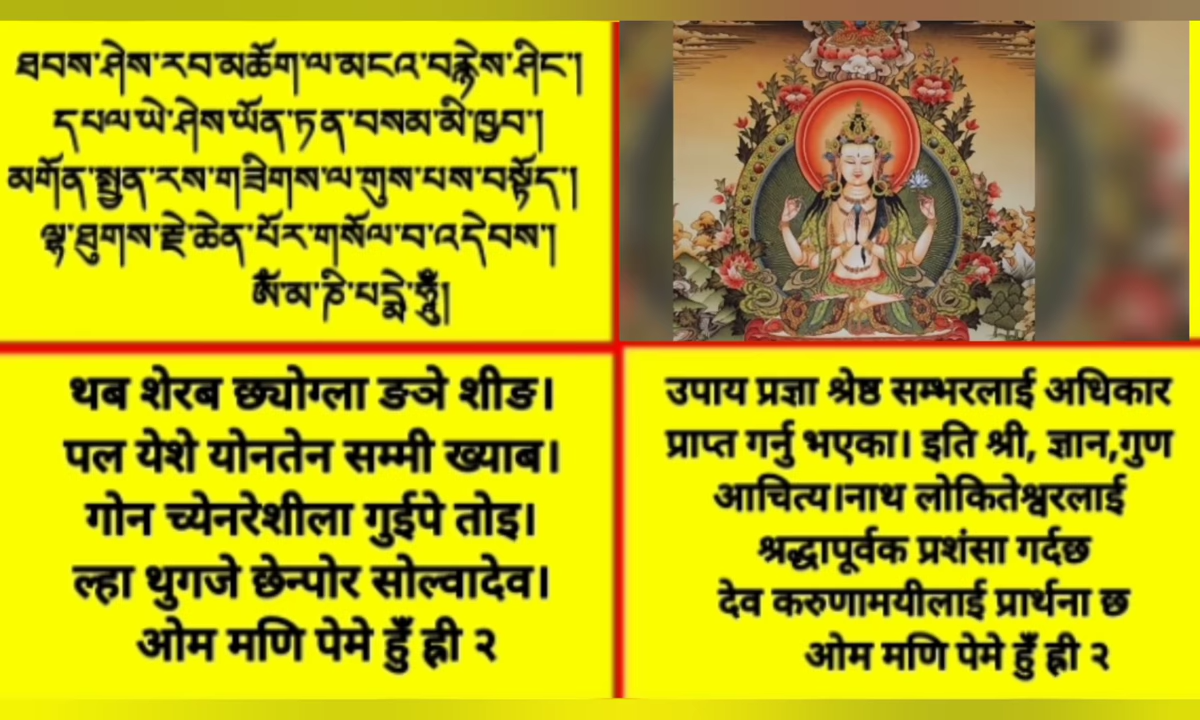 ཐབས་ཤེས་རབ་མཆོག་ལ་མངའ་བརྙེས་ཤིང་།
དཔལ་ཡེ་ཤེས་ཡོན་ཏན་བསམ་མི་ཁྱབ་།
མགོན་སྤྱན་རས་གཟིགས་ལ་གུས་པས་བསྟོད་།
ལྷ་ཐུགས་རྗེ་ཆེན་པོར་གསོལ་བ་འདེབས་།
ཨོཾ་མ་ཎི་པདྨེ་ཧཱུྃ།
थब शेरब छ्योग्ला ङञे शीङ।
पल येशे योनतेन सम्मी ख्याब।
गोन च्येनरेशीला गुईपे तोइ।
ल्हा थुगजे छेन्पोर सोल्वादेव।
ओम मणि पेमे हुँ ह्री २
उपाय प्रज्ञा श्रेष्ठ सम्भरलाई अधिकार
प्राप्त गर्नु भएका। इति श्री, ज्ञान,गुण
आचित्य।नाथ लोकितेश्वरलाई
श्रद्धापूर्वक प्रशंसा गर्दछ
देव करुणामयीलाई प्रार्थना छ
ओम मणि पेमे हुँ ह्री २